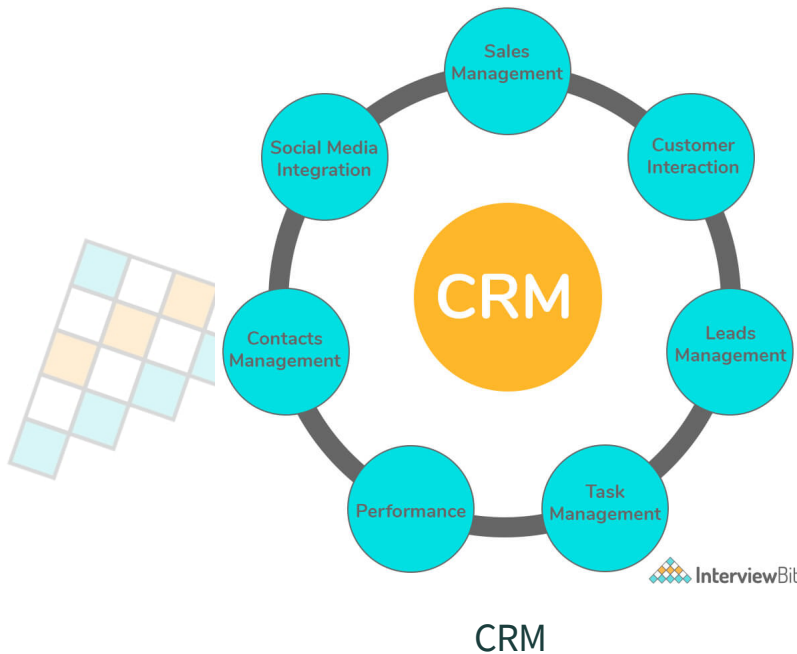 Sales
Management
Social Media
Integration
Customer
Interaction
CRM
Contacts
Management
Leads
Management
Performance
Task
Management
InterviewBit
CRM